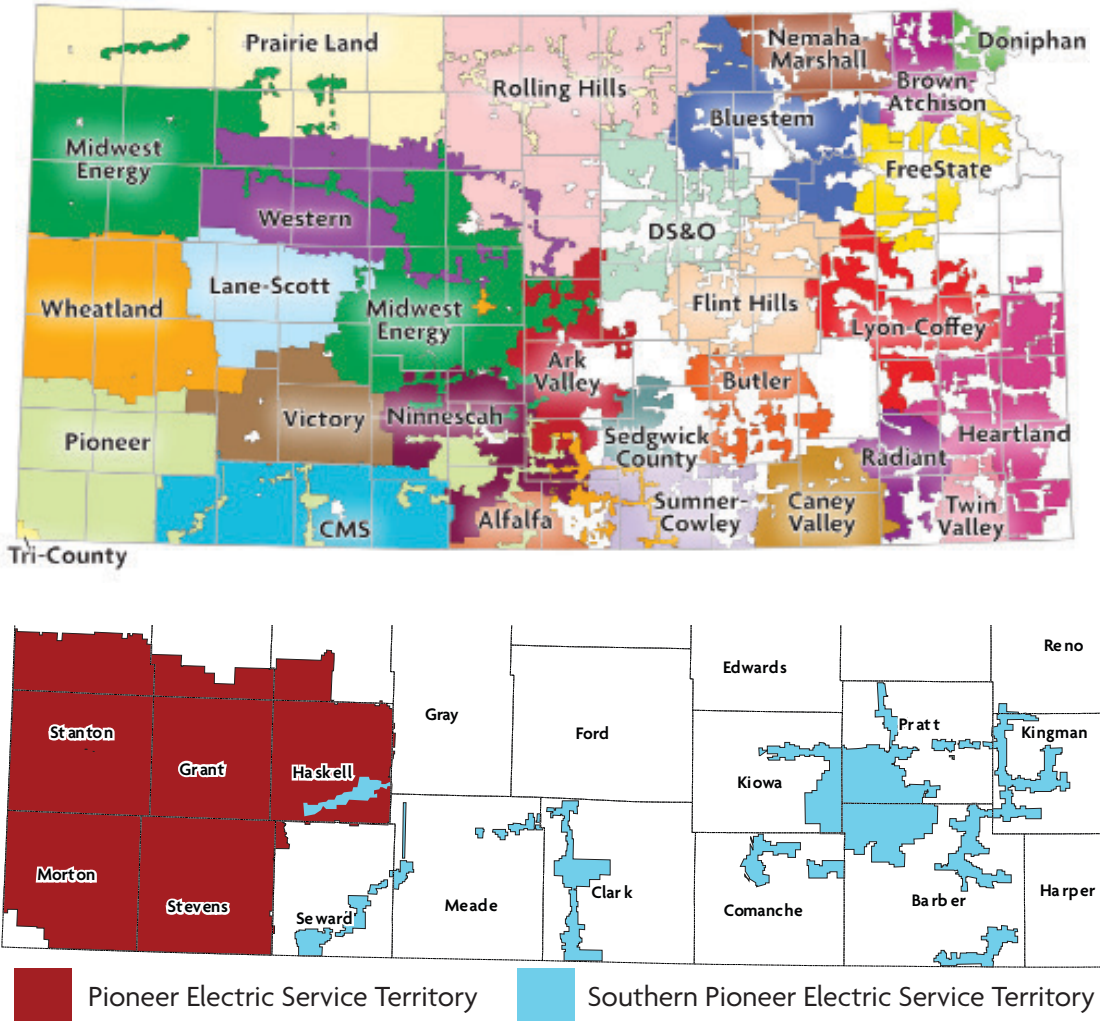 Prairie Land
Nemaha-
Marshall
Doniphan
Rolling Hills
Brown-
Atchison
Bluestem
Midwest
Energy
FreeState
Western
DS&O
Lane-Scott
Wheatland
Midwest
Energy
Flint Hills
Lyon-Coffey
Ark
Valley
Butler
Victory
Ninnescah
Pioneer
Sedgwick
County
Heartland
Radiant
CMS
Alfalfa
Sumner-
Cowley
Caney
Valley
Twin
Valley
Tri-County
Reno
Edwards
Gray
Stanton
Ford
Pratt
Kingman
Grant
Haskell
Kiowa
Morton
Clark
Harper
Stevens
Seward
Meade
Comanche
Barber
Pioneer Electric Service Territory
Southern Pioneer Electric Service Territory